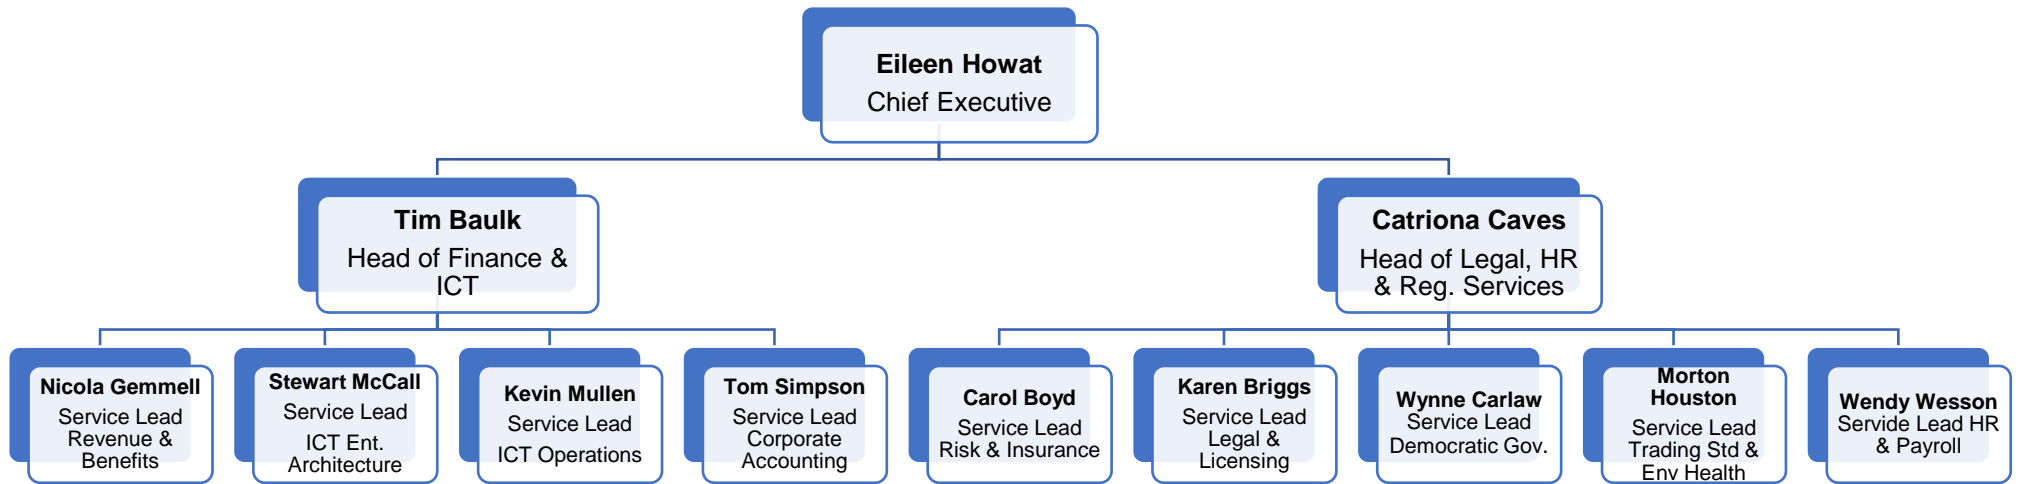 Eileen Howat
Chief Executive
Tim Baulk
Head of Finance &
ICT
Catriona Caves
Head of Legal, HR
& Reg. Services
Nicola Gemmell
Service Lead
Revenue &
Benefits
Stewart McCall
Service Lead
ICT Ent.
Architecture
Kevin Mullen
Service Lead
ICT Operations
Tom Simpson
Service Lead
Corporate
Accounting
Carol Boyd
Service Lead
Risk & Insurance
Karen Briggs
Service Lead
Legal &
Licensing
Wynne Carlaw
Service Lead
Democratic Gov.
Morton
Houston
Service Lead
Trading Std &
Env Health
Wendy Wesson
Servide Lead HR
& Payroll